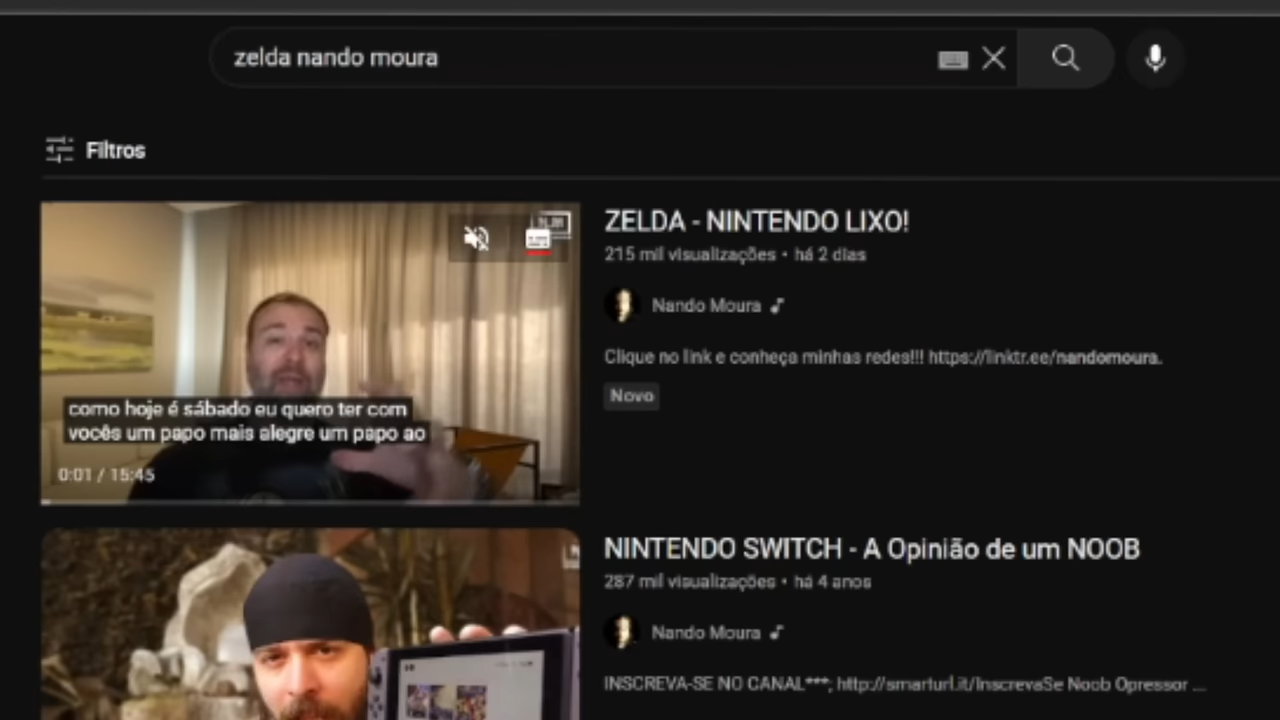 zelda nando moura
Filtros
ZELDA - NINTENDO LIXO!
215 mil visualizações • há 2 dias
Nando Moura
Clique no link e conheça minhas redes!!! https://linktr.ee/nandomoura.
Novo
como hoje é sábado eu quero ter com
vocês um papo mais alegre um papo ao
0:01 / 15:45
NINTENDO SWITCH - A Opinião de um NOOB
287 mil visualizações • há 4 anos
Nando Moura
INSCREVA-SE NO CANAL***, http://smarturl.it/InscrevaSe Noob Opressor ...